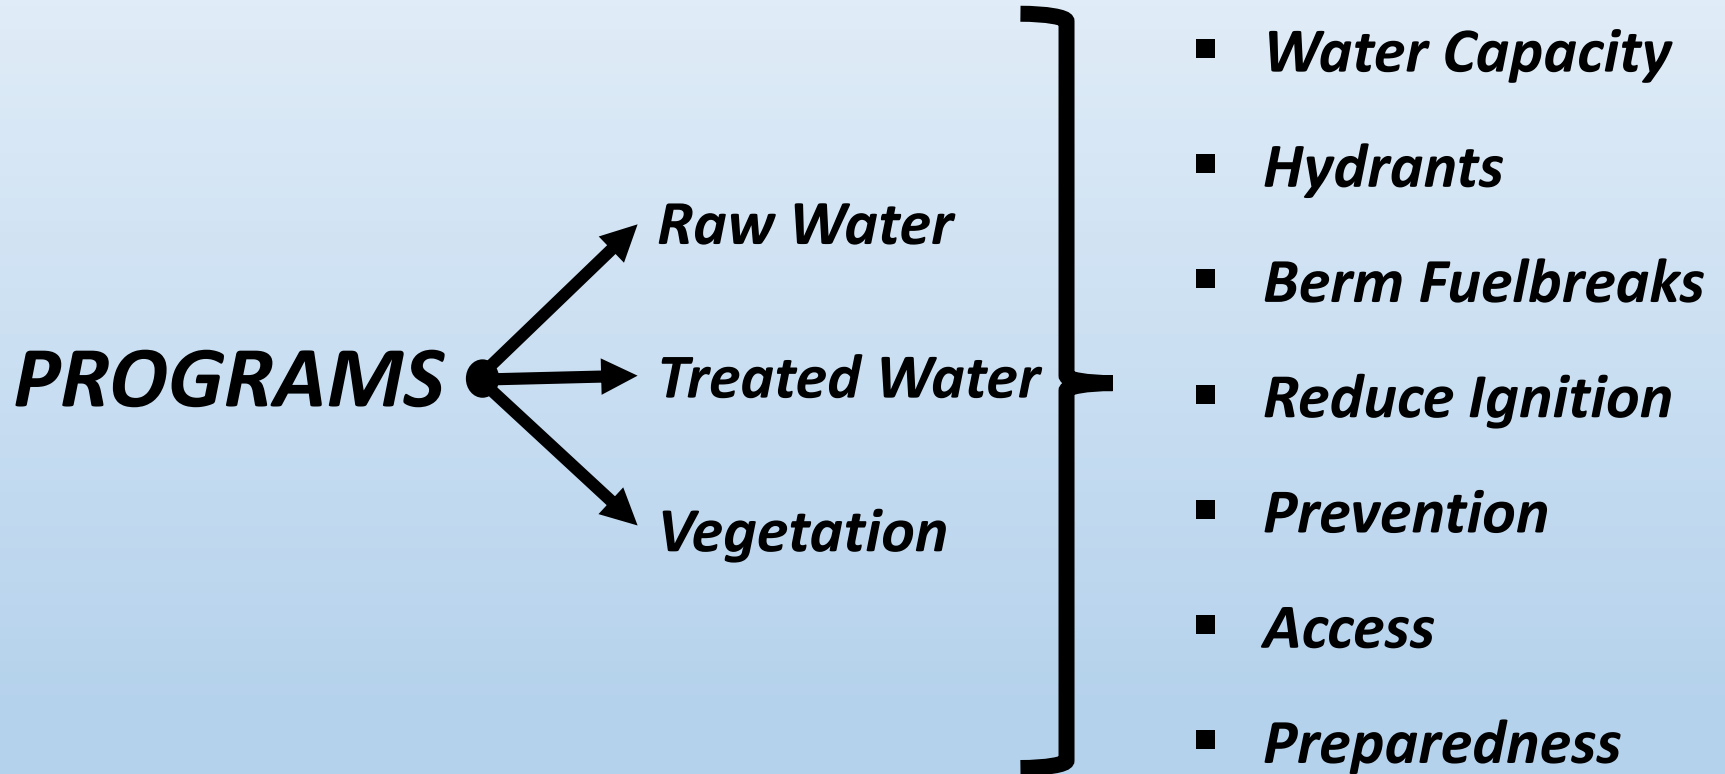 PROGRAMS
Raw Water
Treated Water
Vegetation
Water Capacity
Hydrants
Berm Fuelbreaks
Reduce Ignition
Prevention
Access
Preparedness